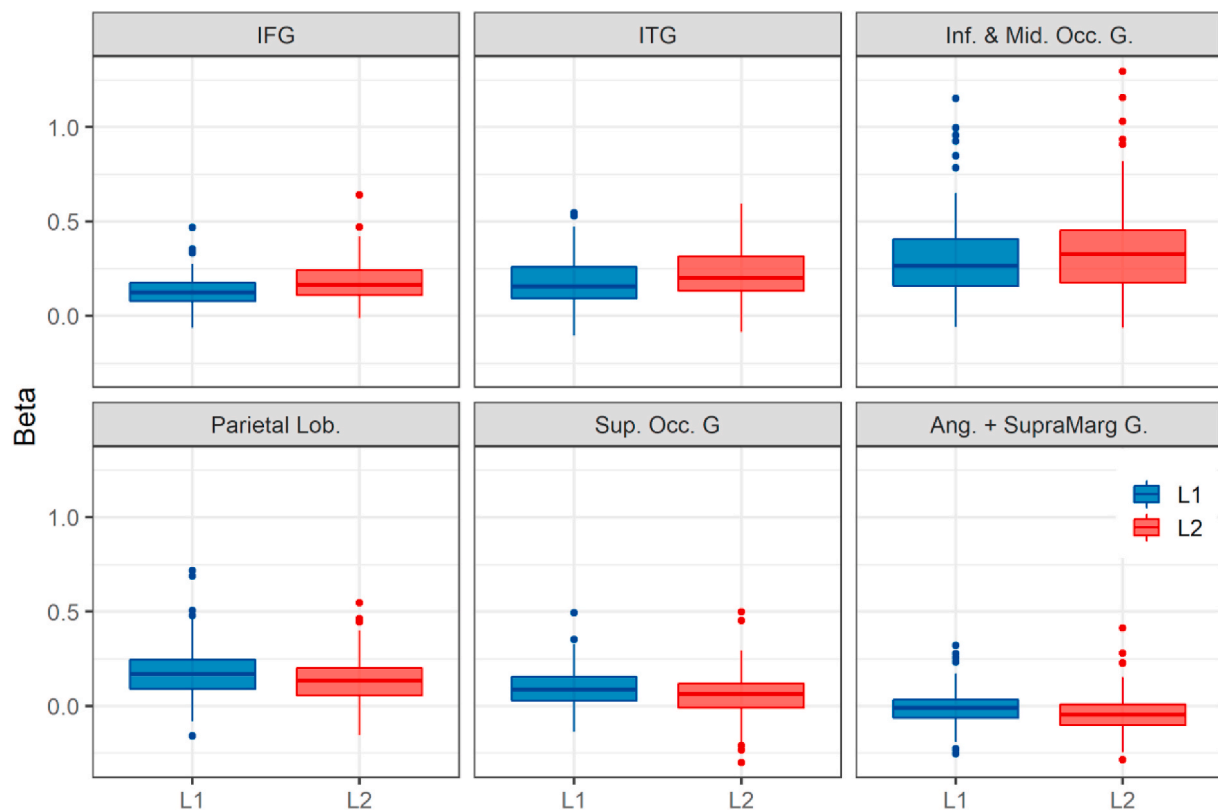 IFG
ITG
Inf. & Mid. Occ. G.
1.0
0.5
0.0
Beta
Parietal Lob.
Sup. Occ. G
Ang. + SupraMarg G.
1.0
0.5
0.0
L1
L2
L1
L2
L1
L2
L1
L2